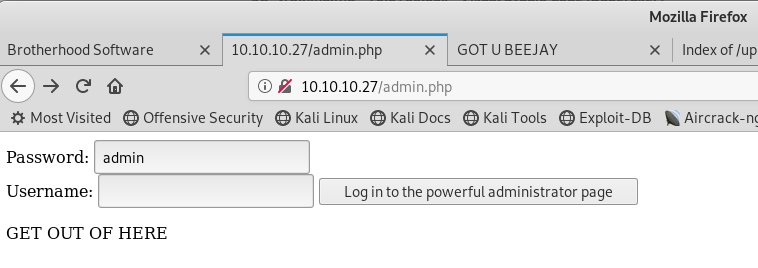 Mozilla Firefox
Brotherhood Software 10.10.10.27/admin.php GOT U BEEJAY Index of /up
10.10.10.27/admin.php
Most Visited Offensive Security Kali Linux Kali Docs Kali Tools Exploit-DB Aircrack-ng
Password: admin
Username: Log in to the powerful administrator page
GET OUT OF HERE